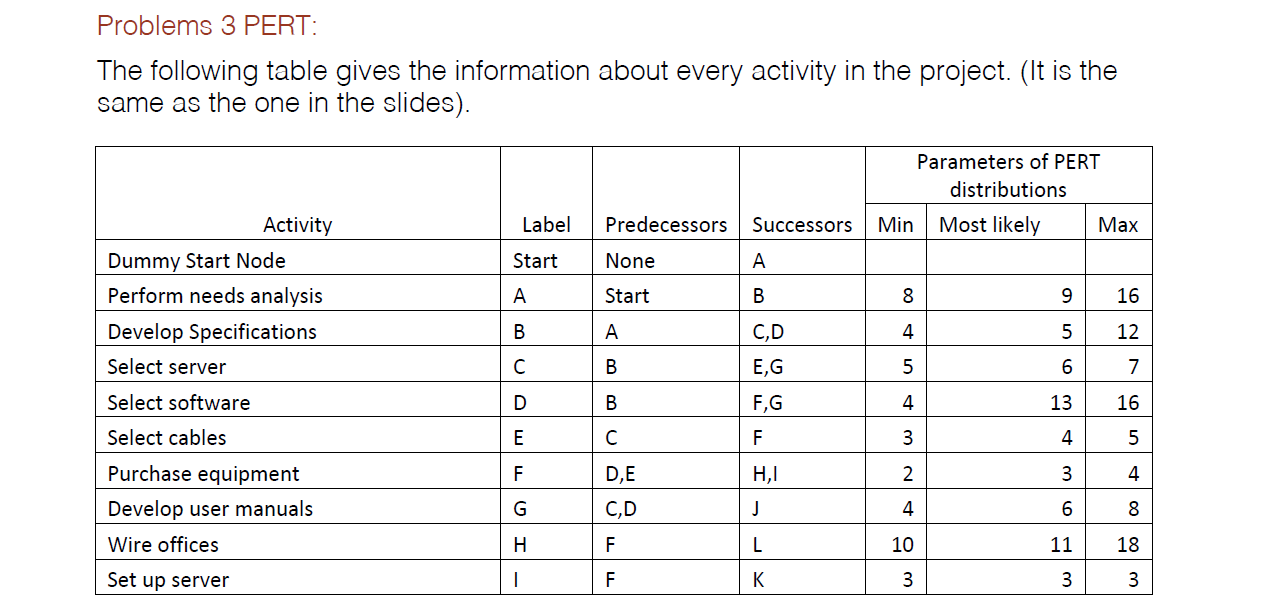 Problems 3 PERT:
The following table gives the information about every activity in the project. (It is the
same as the one in the slides).
Parameters of PERT
distributions
Activity Label Predecessors Successors Min Most likely Max
Dummy Start Node Start None A
Perform needs analysis A Start B 8 9 16
Develop Specifications B A C,D 4 5 12
Select server C B E,G 5 6 7
Select software D B F,G 4 13 16
Select cables E C F 3 4 5
Purchase equipment F D,E H,I 2 3 4
Develop user manuals G C,D J 4 6 8
Wire offices H F L 10 11 18
Set up server I F K 3 3 3